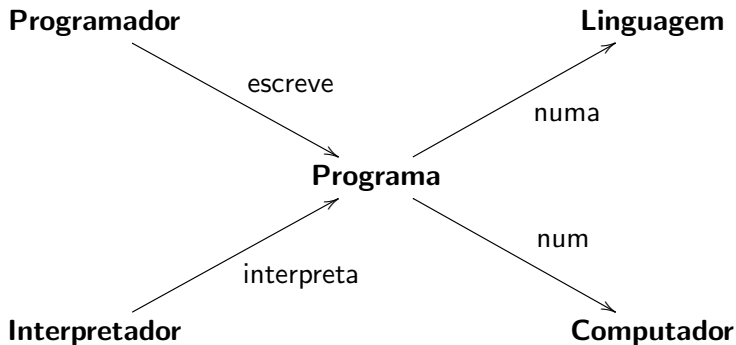 Programador Linguagem
escreve
numa
Programa
num
interpreta
Interpretador Computador